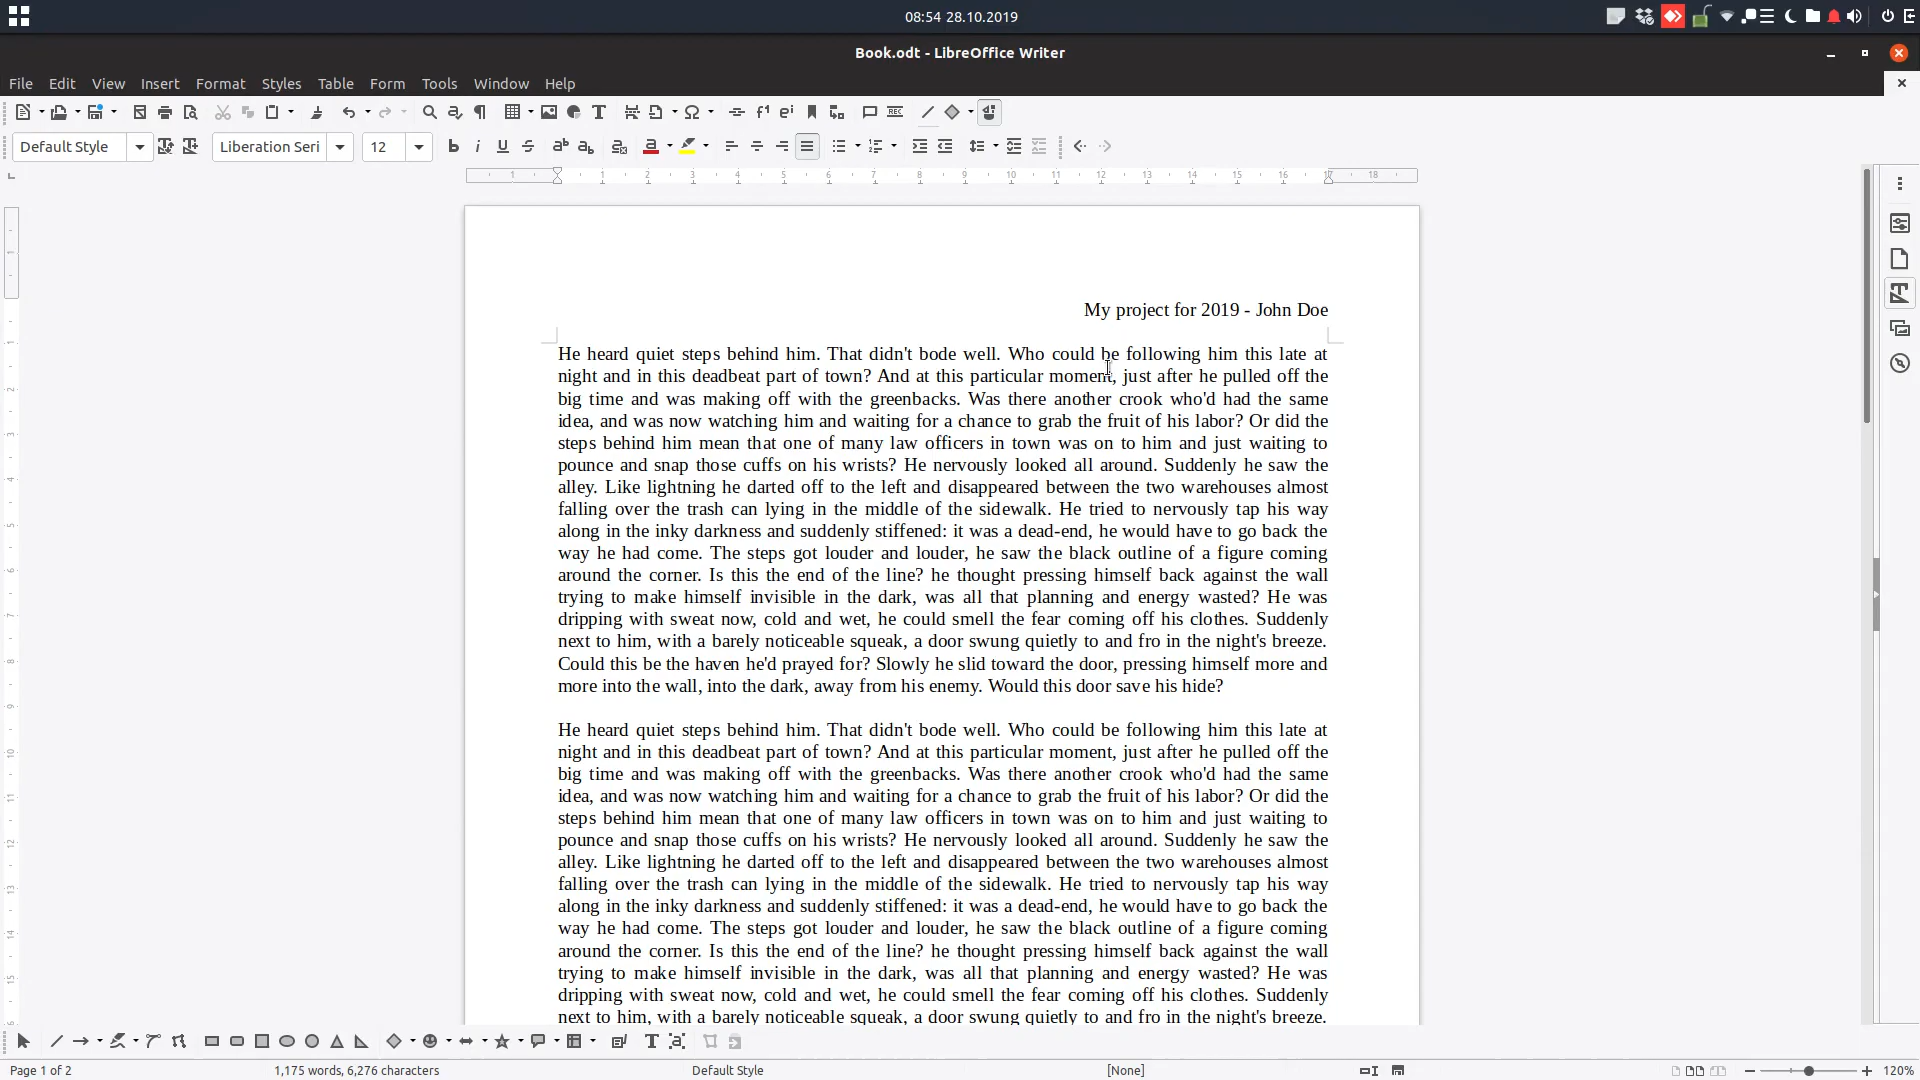 08:54 28.10.2019
Book.odt - LibreOffice Writer
File Edit View Insert Format Styles Table Form Tools Window Help
Default Style Liberation Seri 12
1 1 2 3 4 5 6 7 8 9 10 11 12 13 14 15 16 17 18
My project for 2019 - John Doe
He heard quiet steps behind him. That didn't bode well. Who could be following him this late at
night and in this deadbeat part of town? And at this particular moment, just after he pulled off the
big time and was making off with the greenbacks. Was there another crook who'd had the same
idea, and was now watching him and waiting for a chance to grab the fruit of his labor? Or did the
steps behind him mean that one of many law officers in town was on to him and just waiting to
pounce and snap those cuffs on his wrists? He nervously looked all around. Suddenly he saw the
alley. Like lightning he darted off to the left and disappeared between the two warehouses almost
falling over the trash can lying in the middle of the sidewalk. He tried to nervously tap his way
along in the inky darkness and suddenly stiffened: it was a dead-end, he would have to go back the
way he had come. The steps got louder and louder, he saw the black outline of a figure coming
around the corner. Is this the end of the line? he thought pressing himself back against the wall
trying to make himself invisible in the dark, was all that planning and energy wasted? He was
dripping with sweat now, cold and wet, he could smell the fear coming off his clothes. Suddenly
next to him, with a barely noticeable squeak, a door swung quietly to and fro in the night's breeze.
Could this be the haven he'd prayed for? Slowly he slid toward the door, pressing himself more and
more into the wall, into the dark, away from his enemy. Would this door save his hide?
He heard quiet steps behind him. That didn't bode well. Who could be following him this late at
night and in this deadbeat part of town? And at this particular moment, just after he pulled off the
big time and was making off with the greenbacks. Was there another crook who'd had the same
idea, and was now watching him and waiting for a chance to grab the fruit of his labor? Or did the
steps behind him mean that one of many law officers in town was on to him and just waiting to
pounce and snap those cuffs on his wrists? He nervously looked all around. Suddenly he saw the
alley. Like lightning he darted off to the left and disappeared between the two warehouses almost
falling over the trash can lying in the middle of the sidewalk. He tried to nervously tap his way
along in the inky darkness and suddenly stiffened: it was a dead-end, he would have to go back the
way he had come. The steps got louder and louder, he saw the black outline of a figure coming
around the corner. Is this the end of the line? he thought pressing himself back against the wall
trying to make himself invisible in the dark, was all that planning and energy wasted? He was
dripping with sweat now, cold and wet, he could smell the fear coming off his clothes. Suddenly
next to him, with a barely noticeable squeak, a door swung quietly to and fro in the night's breeze.
Page 1 of 2 1,175 words, 6,276 characters Default Style [None] 120%